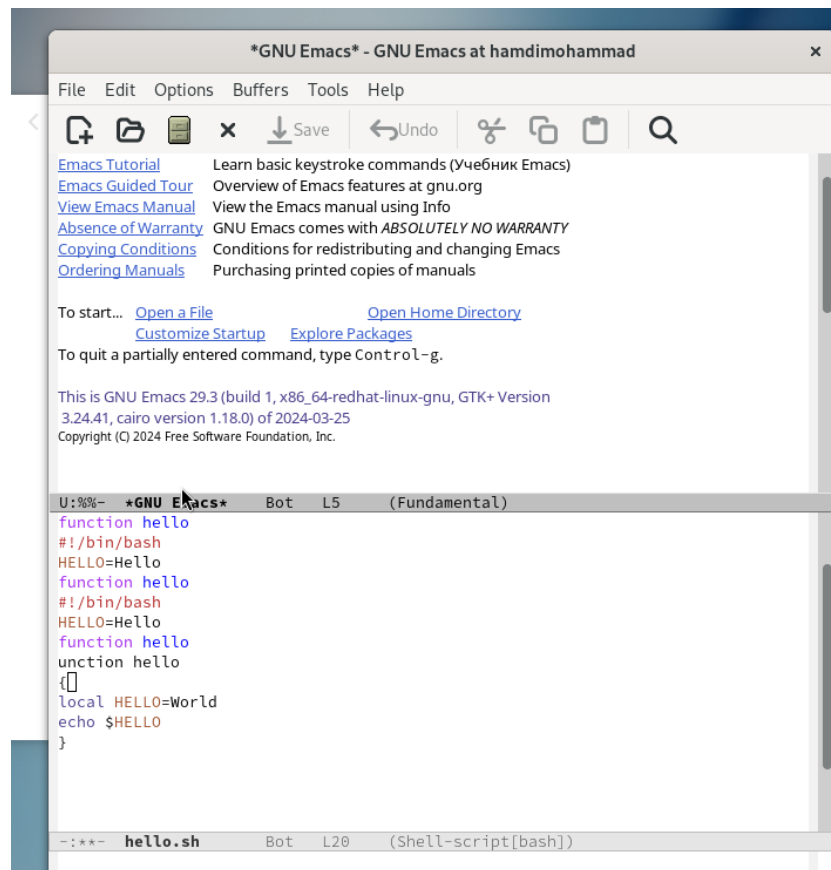 *GNU Emacs* - GNU Emacs at hamdimohammad
File Edit Options Buffers Tools Help
Save Undo
Emacs Tutorial Learn basic keystroke commands (Учебник Emacs)
Emacs Guided Tour Overview of Emacs features at gnu.org
View Emacs Manual View the Emacs manual using Info
Absence of Warranty GNU Emacs comes with ABSOLUTELY NO WARRANTY
Copying Conditions Conditions for redistributing and changing Emacs
Ordering Manuals Purchasing printed copies of manuals
To start... Open a File Open Home Directory
Customize Startup Explore Packages
To quit a partially entered command, type Control-g.
This is GNU Emacs 29.3 (build 1, x86_64-redhat-linux-gnu, GTK+ Version
3.24.41, cairo version 1.18.0) of 2024-03-25
Copyright (C) 2024 Free Software Foundation, Inc.
U:%%- *GNU Emacs* Bot L5 (Fundamental)
function hello
#!/bin/bash
HELLO=Hello
function hello
#!/bin/bash
HELLO=Hello
function hello
unction hello
{
local HELLO=World
echo $HELLO
}
-:**- hello.sh Bot L20 (Shell-script[bash])